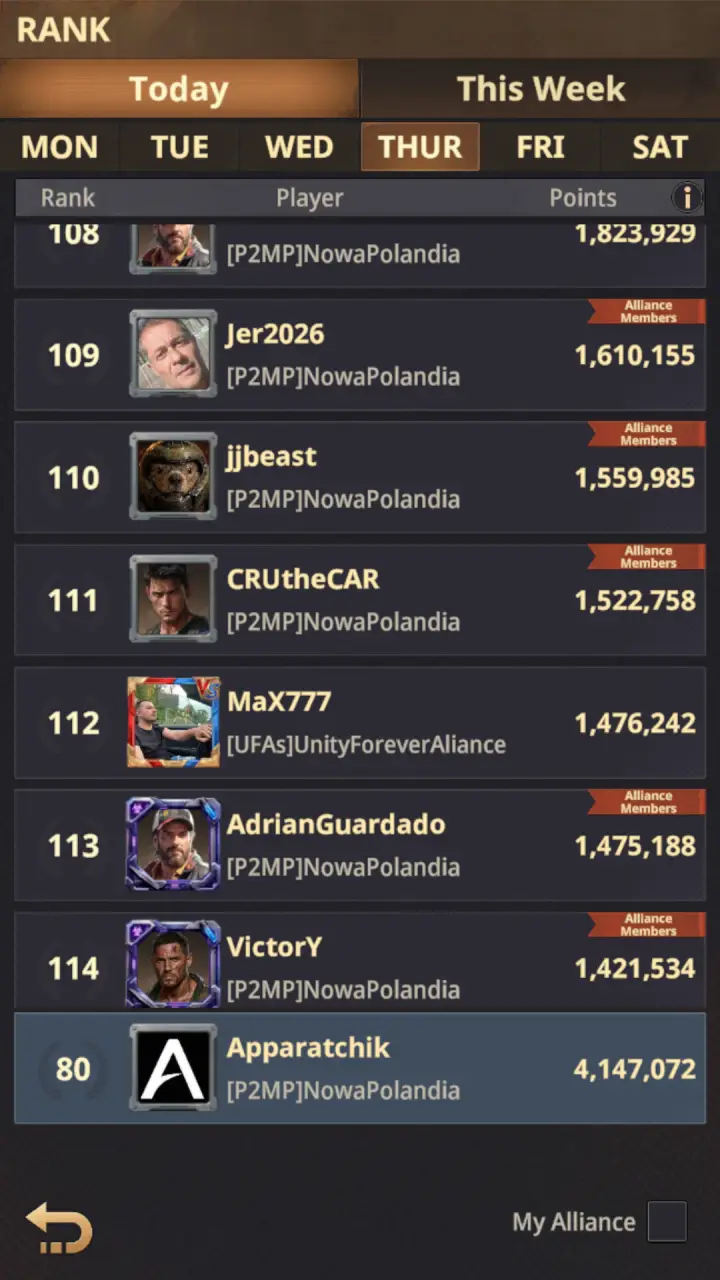 RANK
Today
This Week
MON TUE WED THUR FRI SAT
Rank Player Points i
108
1,823,929
[P2MP]NowaPolandia
Alliance
Members
Jer2026
109
1,610,155
[P2MP]NowaPolandia
Alliance
Members
jjbeast
110
1,559,985
[P2MP]NowaPolandia
Alliance
Members
CRUtheCAR
111
1,522,758
[P2MP]NowaPolandia
MaX777
112
1,476,242
[UFAs]UnityForeverAliance
Alliance
Members
AdrianGuardado
113
1,475,188
[P2MP]NowaPolandia
Alliance
Members
VictorY
114
1,421,534
[P2MP]NowaPolandia
Apparatchik
80
4,147,072
[P2MP]NowaPolandia
My Alliance